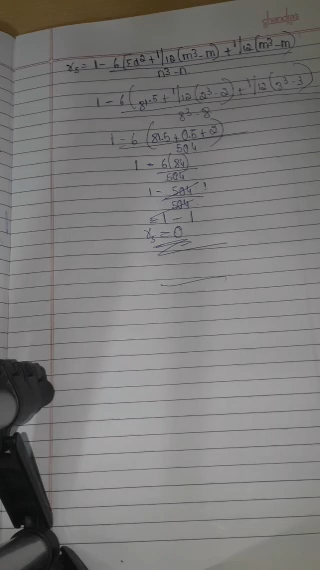 rs = 1 - 6 [Σd² + 1/12 (m³ - m) + 1/12 (m³ - m)
n³ - n
1 - 6 (81.5 + 1/12 (2³ - 2) + 1/12 (3³ - 3)
8³ - 8
1 - 6 (81.5 + 0.5 + 2)
504
1 - 6 (84)
504
1 - 504 1
504
= 1 - 1
rs = 0